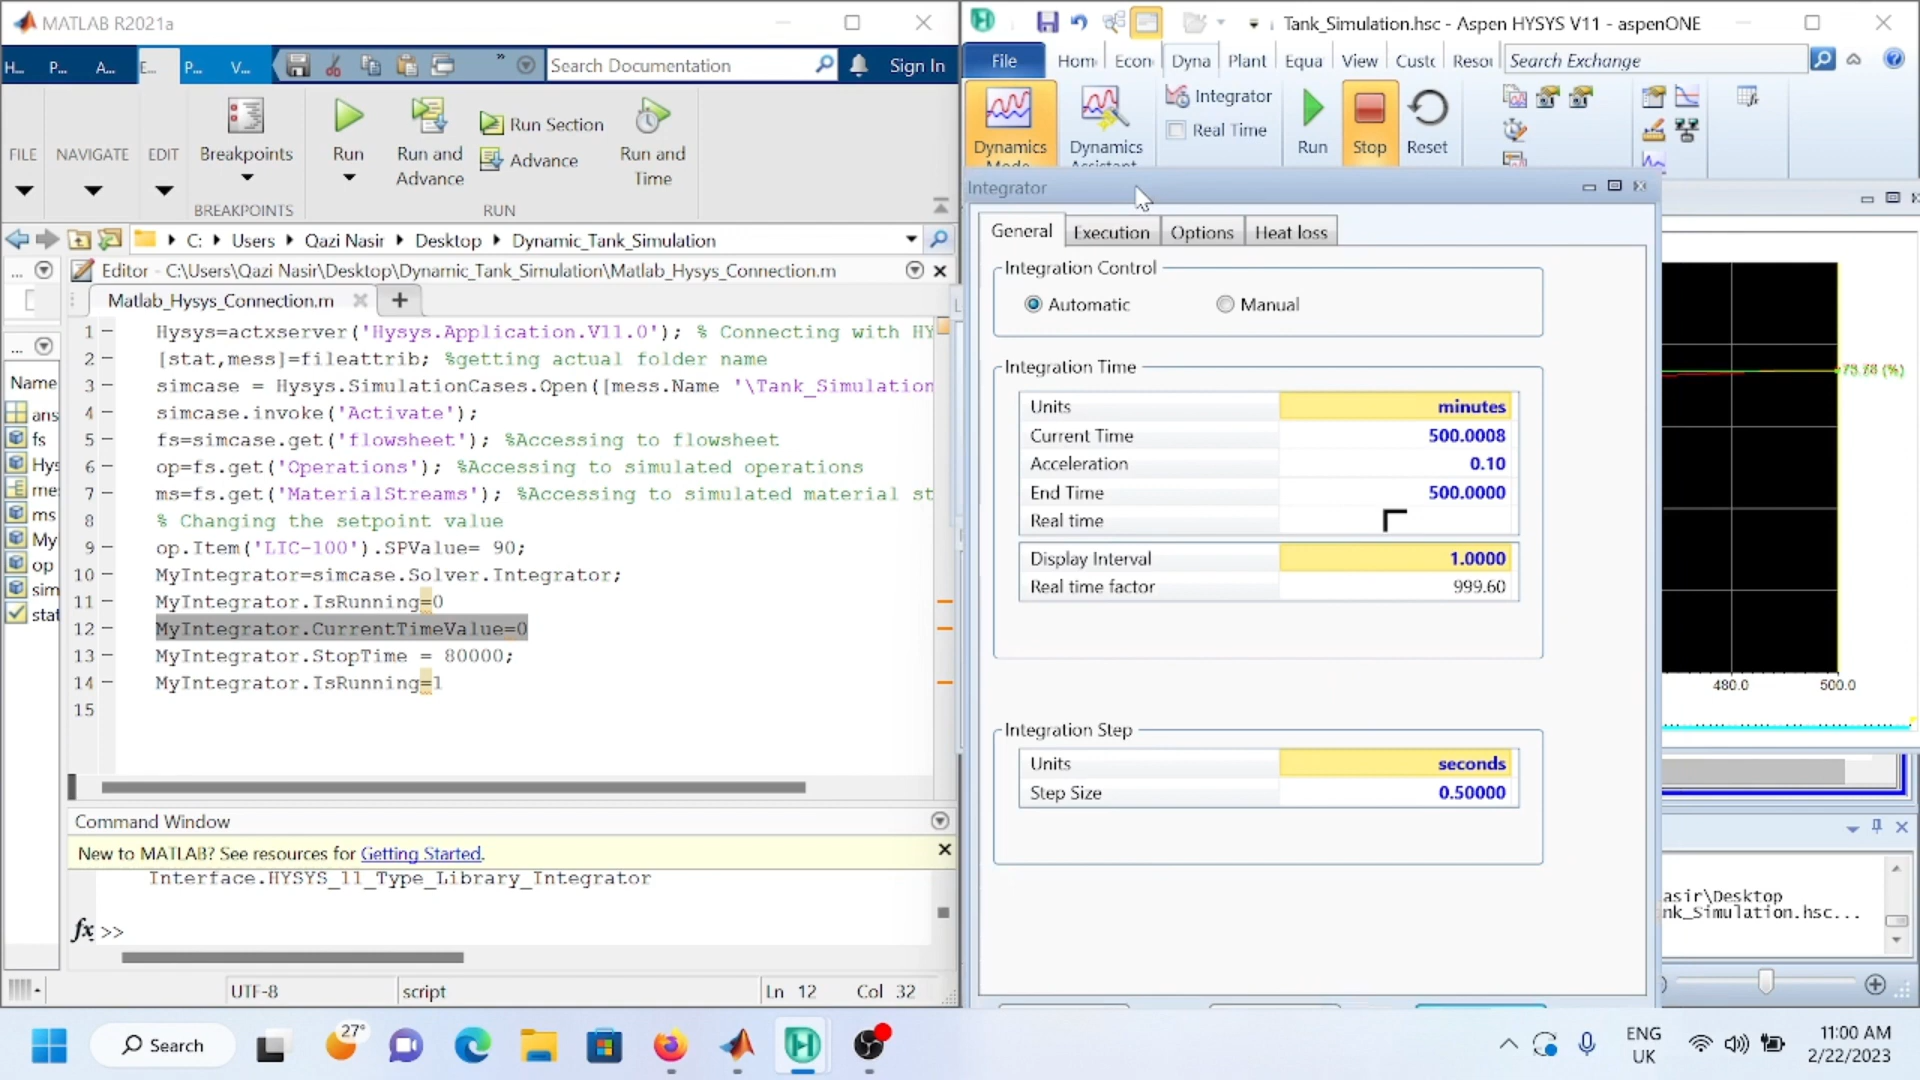 MATLAB R2021a
H... P... A... E... P... V...
Search Documentation
Sign In
FILE
NAVIGATE
EDIT
Breakpoints
BREAKPOINTS
Run
Run and
Advance
Run Section
Advance
Run and
Time
RUN
C: Users Qazi Nasir Desktop Dynamic_Tank_Simulation
Editor - C:\Users\Qazi Nasir\Desktop\Dynamic_Tank_Simulation\Matlab_Hysys_Connection.m
Matlab_Hysys_Connection.m
Name
ans
fs
Hys
me
ms
My
op
sim
stat
1 Hysys=actxserver('Hysys.Application.V11.0'); % Connecting with HY
2 [stat,mess]=fileattrib; %getting actual folder name
3 simcase = Hysys.SimulationCases.Open([mess.Name '\Tank_Simulation
4 simcase.invoke('Activate');
5 fs=simcase.get('flowsheet'); %Accessing to flowsheet
6 op=fs.get('Operations'); %Accessing to simulated operations
7 ms=fs.get('MaterialStreams'); %Accessing to simulated material st
8 % Changing the setpoint value
9 op.Item('LIC-100').SPValue= 90;
10 MyIntegrator=simcase.Solver.Integrator;
11 MyIntegrator.IsRunning=0
12 MyIntegrator.CurrentTimeValue=0
13 MyIntegrator.StopTime = 80000;
14 MyIntegrator.IsRunning=1
15
Command Window
New to MATLAB? See resources for Getting Started.
Interface.HYSYS_11_Type_Library_Integrator
fx >>
UTF-8 script Ln 12 Col 32
Tank_Simulation.hsc - Aspen HYSYS V11 - aspenONE
File Hom Econ Dyna Plant Equa View Custo Resou
Search Exchange
Dynamics
Mode
Dynamics
Assistant
Integrator
Real Time
Run
Stop
Reset
Integrator
General Execution Options Heat loss
Integration Control
Automatic Manual
Integration Time
Units minutes
Current Time 500.0008
Acceleration 0.10
End Time 500.0000
Real time
Display Interval 1.0000
Real time factor 999.60
Integration Step
Units seconds
Step Size 0.50000
480.0 500.0
asir\Desktop
nk_Simulation.hsc...
Search
27°
ENG
UK
11:00 AM
2/22/2023